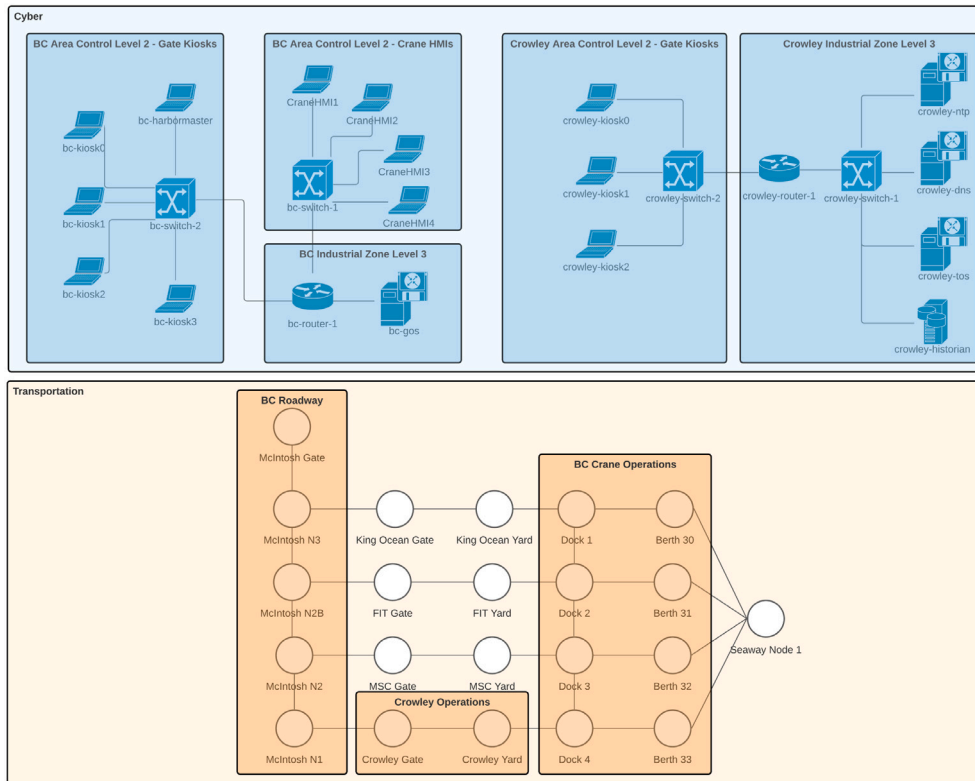 Cyber
BC Area Control Level 2 - Gate Kiosks
bc-harbormaster
bc-kiosk0
bc-kiosk1
bc-switch-2
bc-kiosk2
bc-kiosk3
BC Area Control Level 2 - Crane HMIs
CraneHMI1
CraneHMI2
CraneHMI3
bc-switch-1
CraneHMI4
BC Industrial Zone Level 3
bc-router-1
bc-gos
Crowley Area Control Level 2 - Gate Kiosks
crowley-kiosk0
crowley-kiosk1
crowley-switch-2
crowley-kiosk2
Crowley Industrial Zone Level 3
crowley-ntp
crowley-router-1
crowley-switch-1
crowley-dns
crowley-tos
crowley-historian
Transportation
BC Roadway
McIntosh Gate
BC Crane Operations
McIntosh N3
King Ocean Gate
King Ocean Yard
Dock 1
Berth 30
McIntosh N2B
FIT Gate
FIT Yard
Dock 2
Berth 31
Seaway Node 1
McIntosh N2
MSC Gate
MSC Yard
Dock 3
Berth 32
Crowley Operations
McIntosh N1
Crowley Gate
Crowley Yard
Dock 4
Berth 33